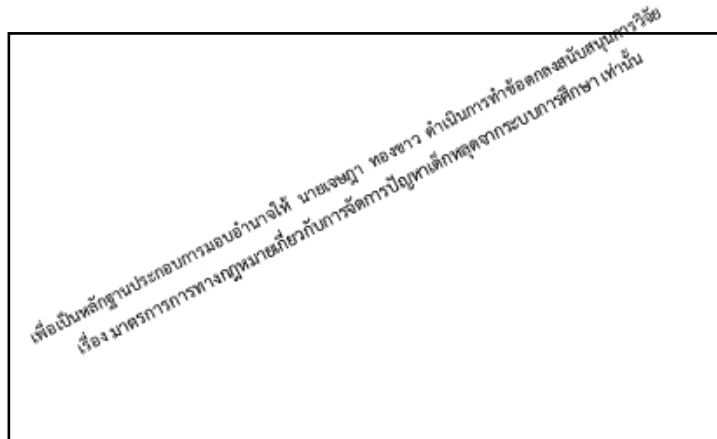 เพื่อเป็นหลักฐานประกอบการมอบอำนาจให้ นายเจษฎา ทองขาว ดำเนินการทำข้อตกลงสนับสนุนการวิจัย
เรื่อง มาตรการการทางกฎหมายเกี่ยวกับการจัดการปัญหาเด็กหลุดจากระบบการศึกษา เท่านั้น